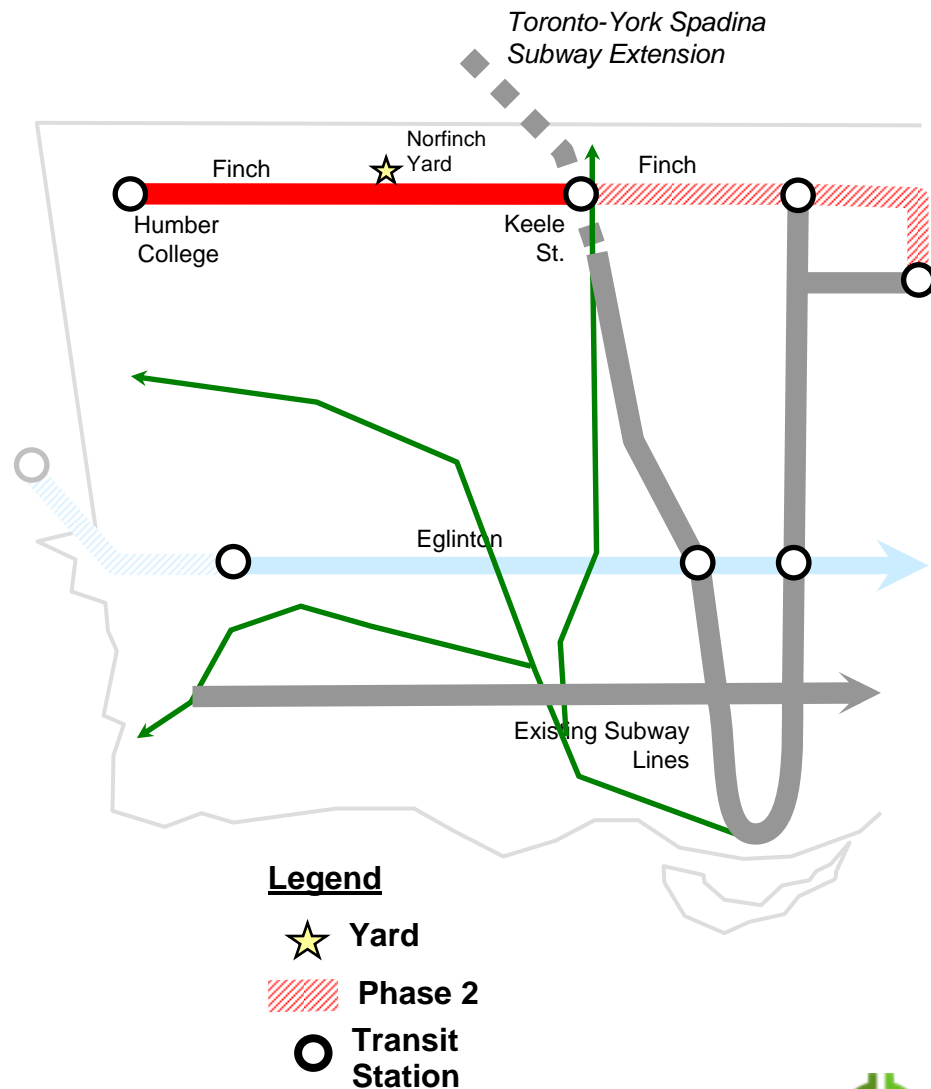 Toronto-York Spadina
Subway Extension
Norfinch
Yard
Finch
Finch
Humber
College
Keele
St.
Eglinton
Existing Subway
Lines
Legend
Yard
Phase 2
Transit
Station